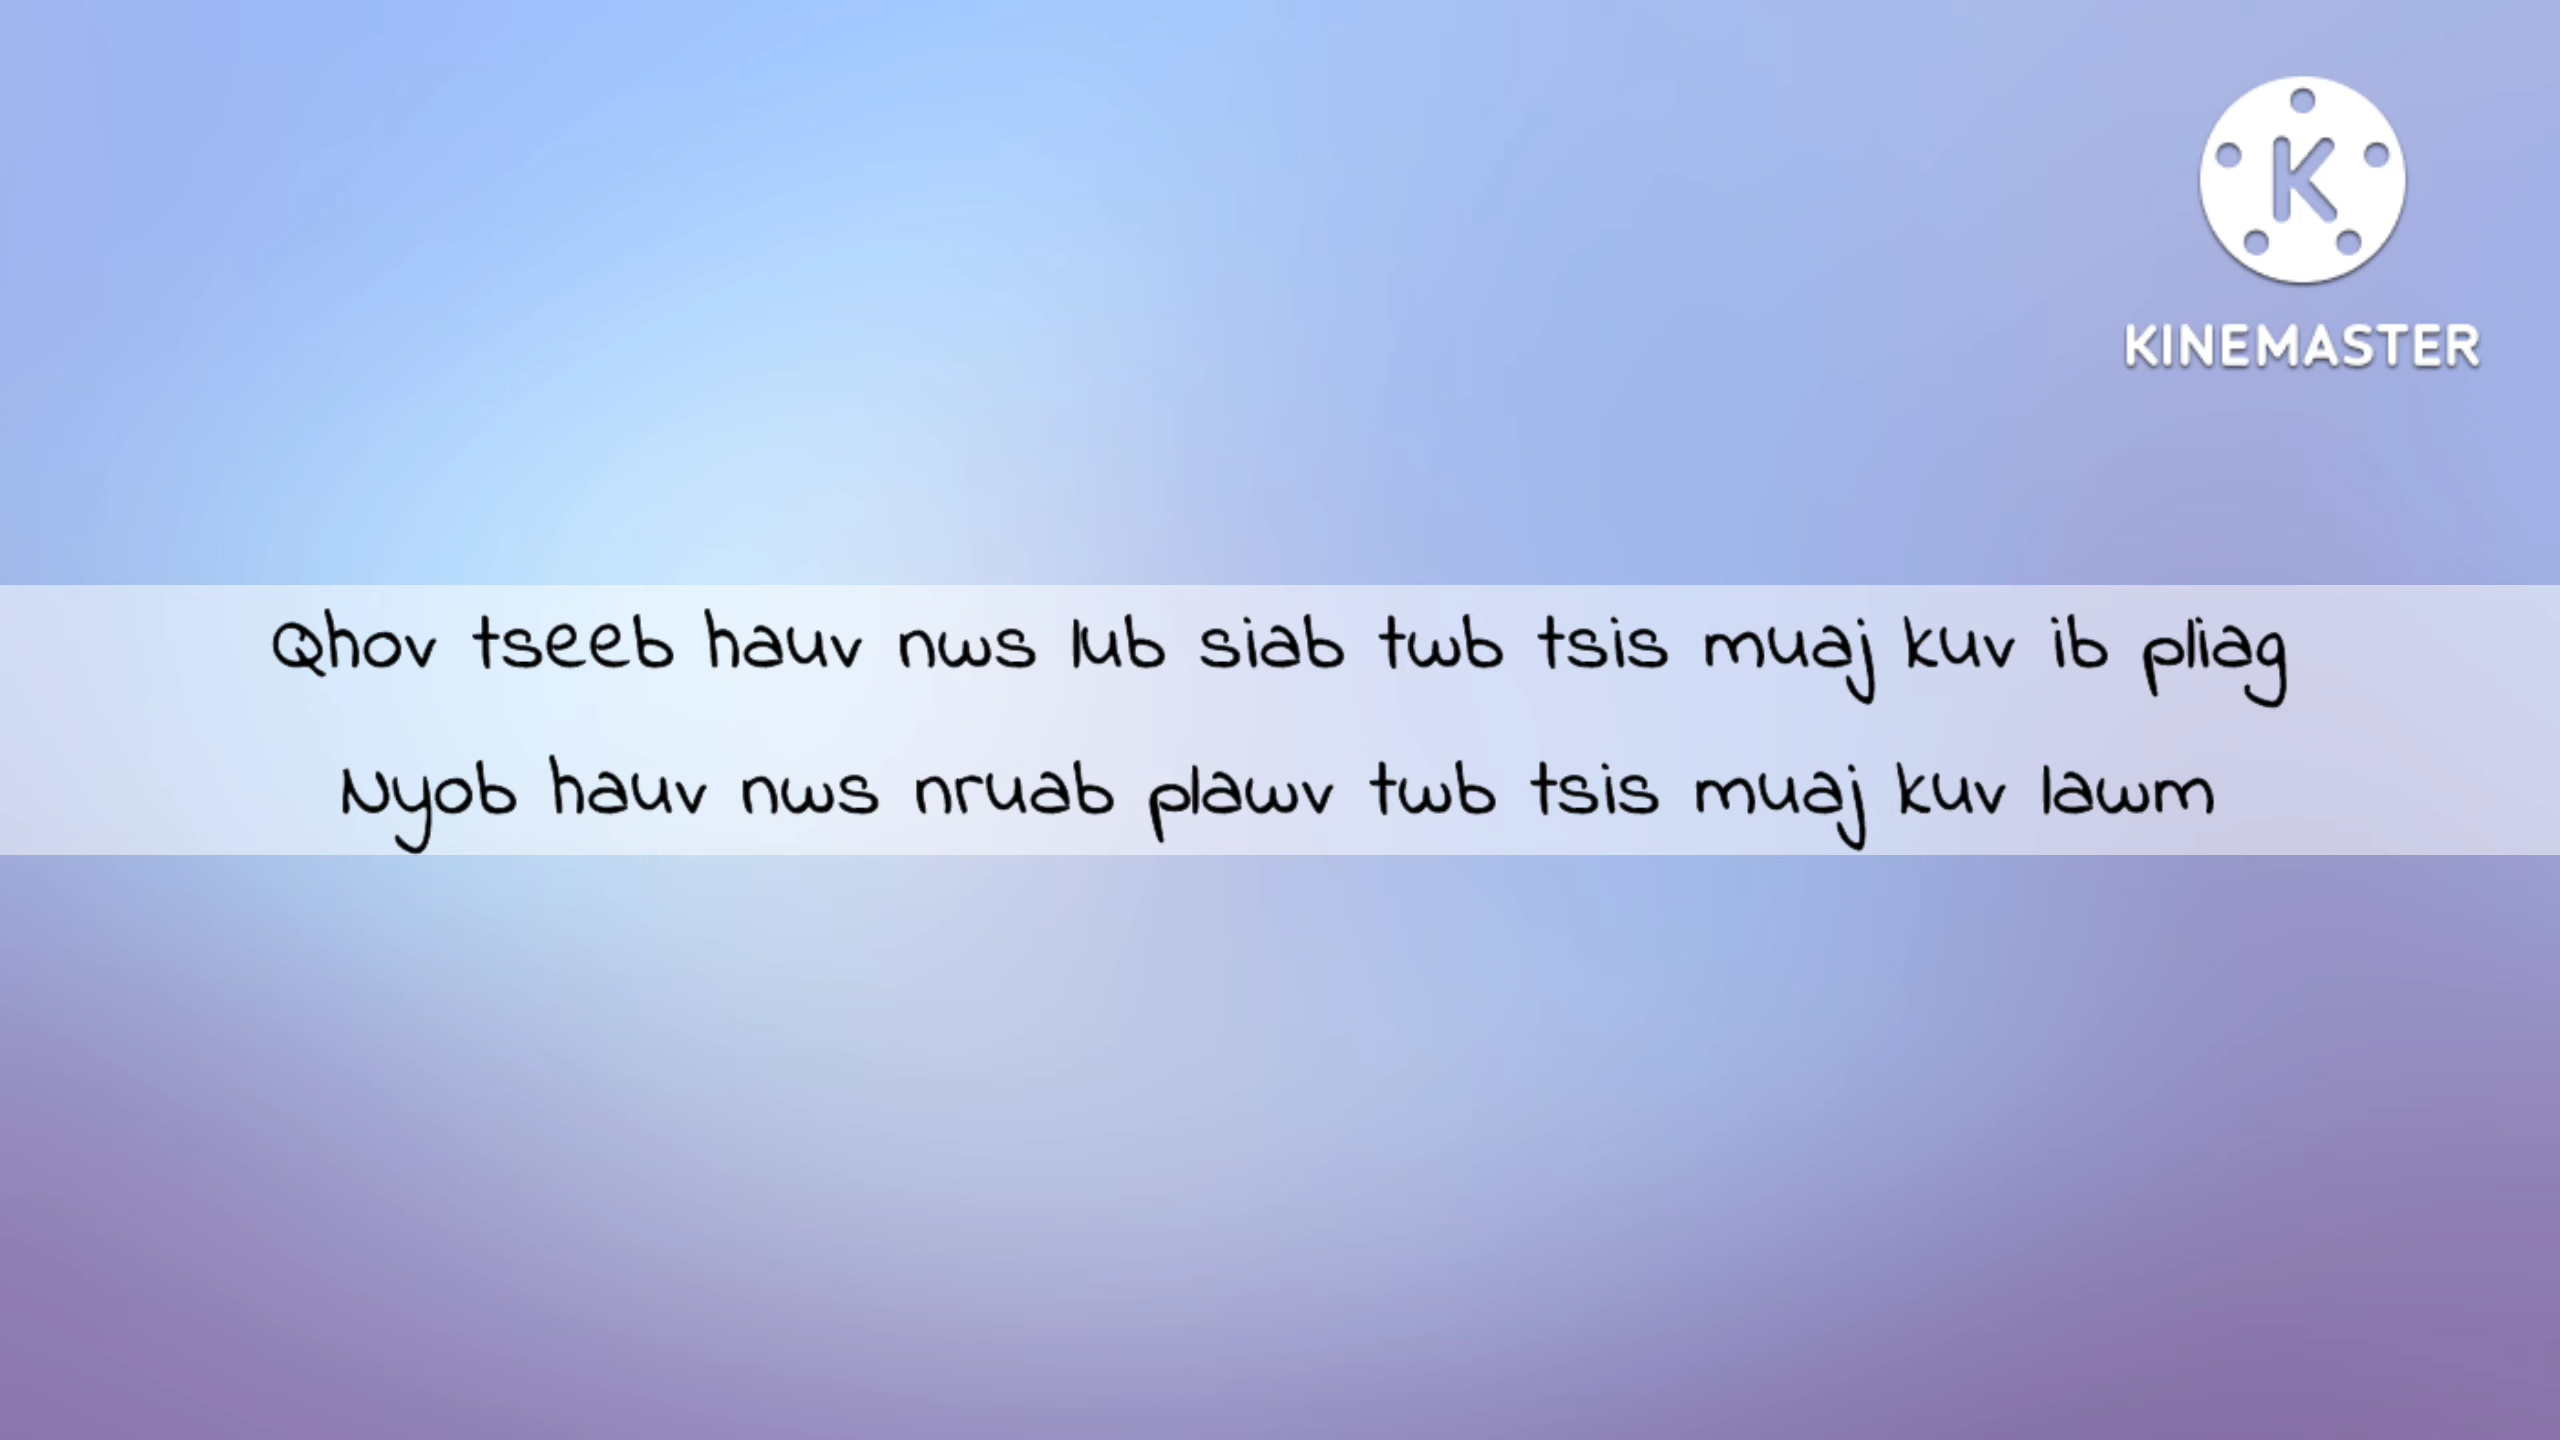 KINEMASTER
Qhov tseeb hauv nws lub siab twb tsis muaj kuv ib pliag
Nyob hauv nws nruab plawv twb tsis muaj kuv lawm